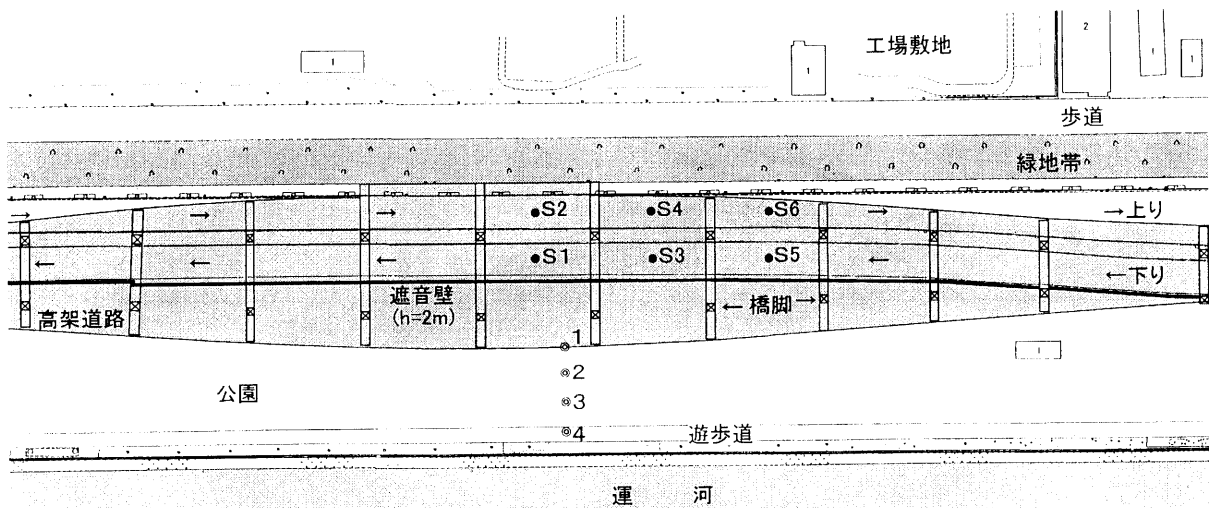 工場敷地
2
1
1
1
1
歩道
緑地帯
→ → → S2 S4 S6 → →上り
← ← ← S1 S3 S5 ← ←下り
高架道路
遮音壁
(h=2m)
←橋脚→
1
2
3
4
1
公園
遊歩道
運 河